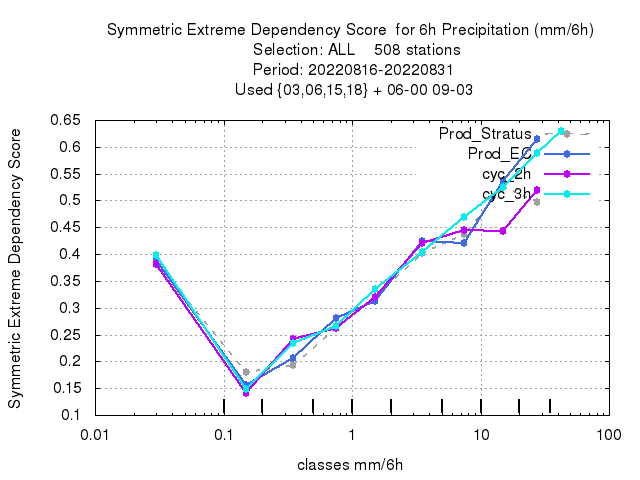 Symmetric Extreme Dependency Score for 6h Precipitation (mm/6h)
Selection: ALL 508 stations
Period: 20220816-20220831
Used {03,06,15,18} + 06-00 09-03
Symmetric Extreme Dependency Score
0.65
0.6
0.55
0.5
0.45
0.4
0.35
0.3
0.25
0.2
0.15
0.1
Prod_Stratus
Prod_EC
cyc_2h
cyc_3h
0.01
0.1
1
10
100
classes mm/6h